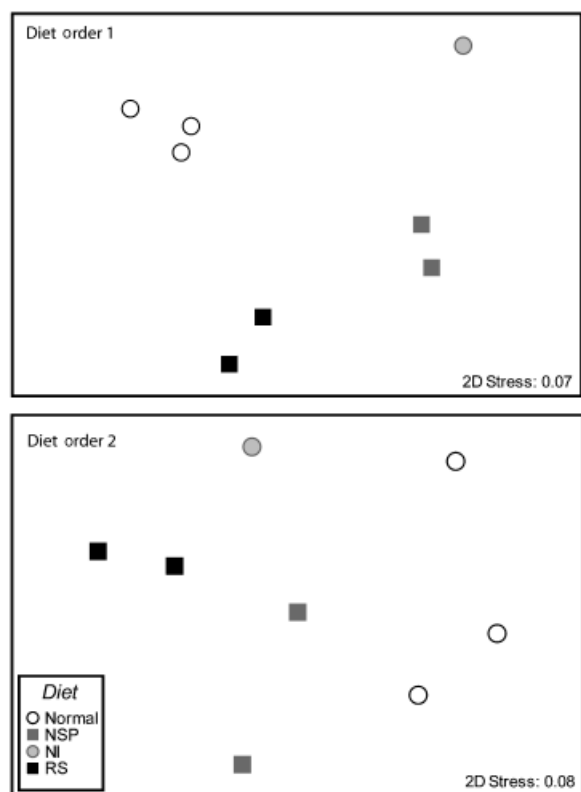 Diet order 1
2D Stress: 0.07
Diet order 2
Diet
Normal
NSP
NI
RS
2D Stress: 0.08